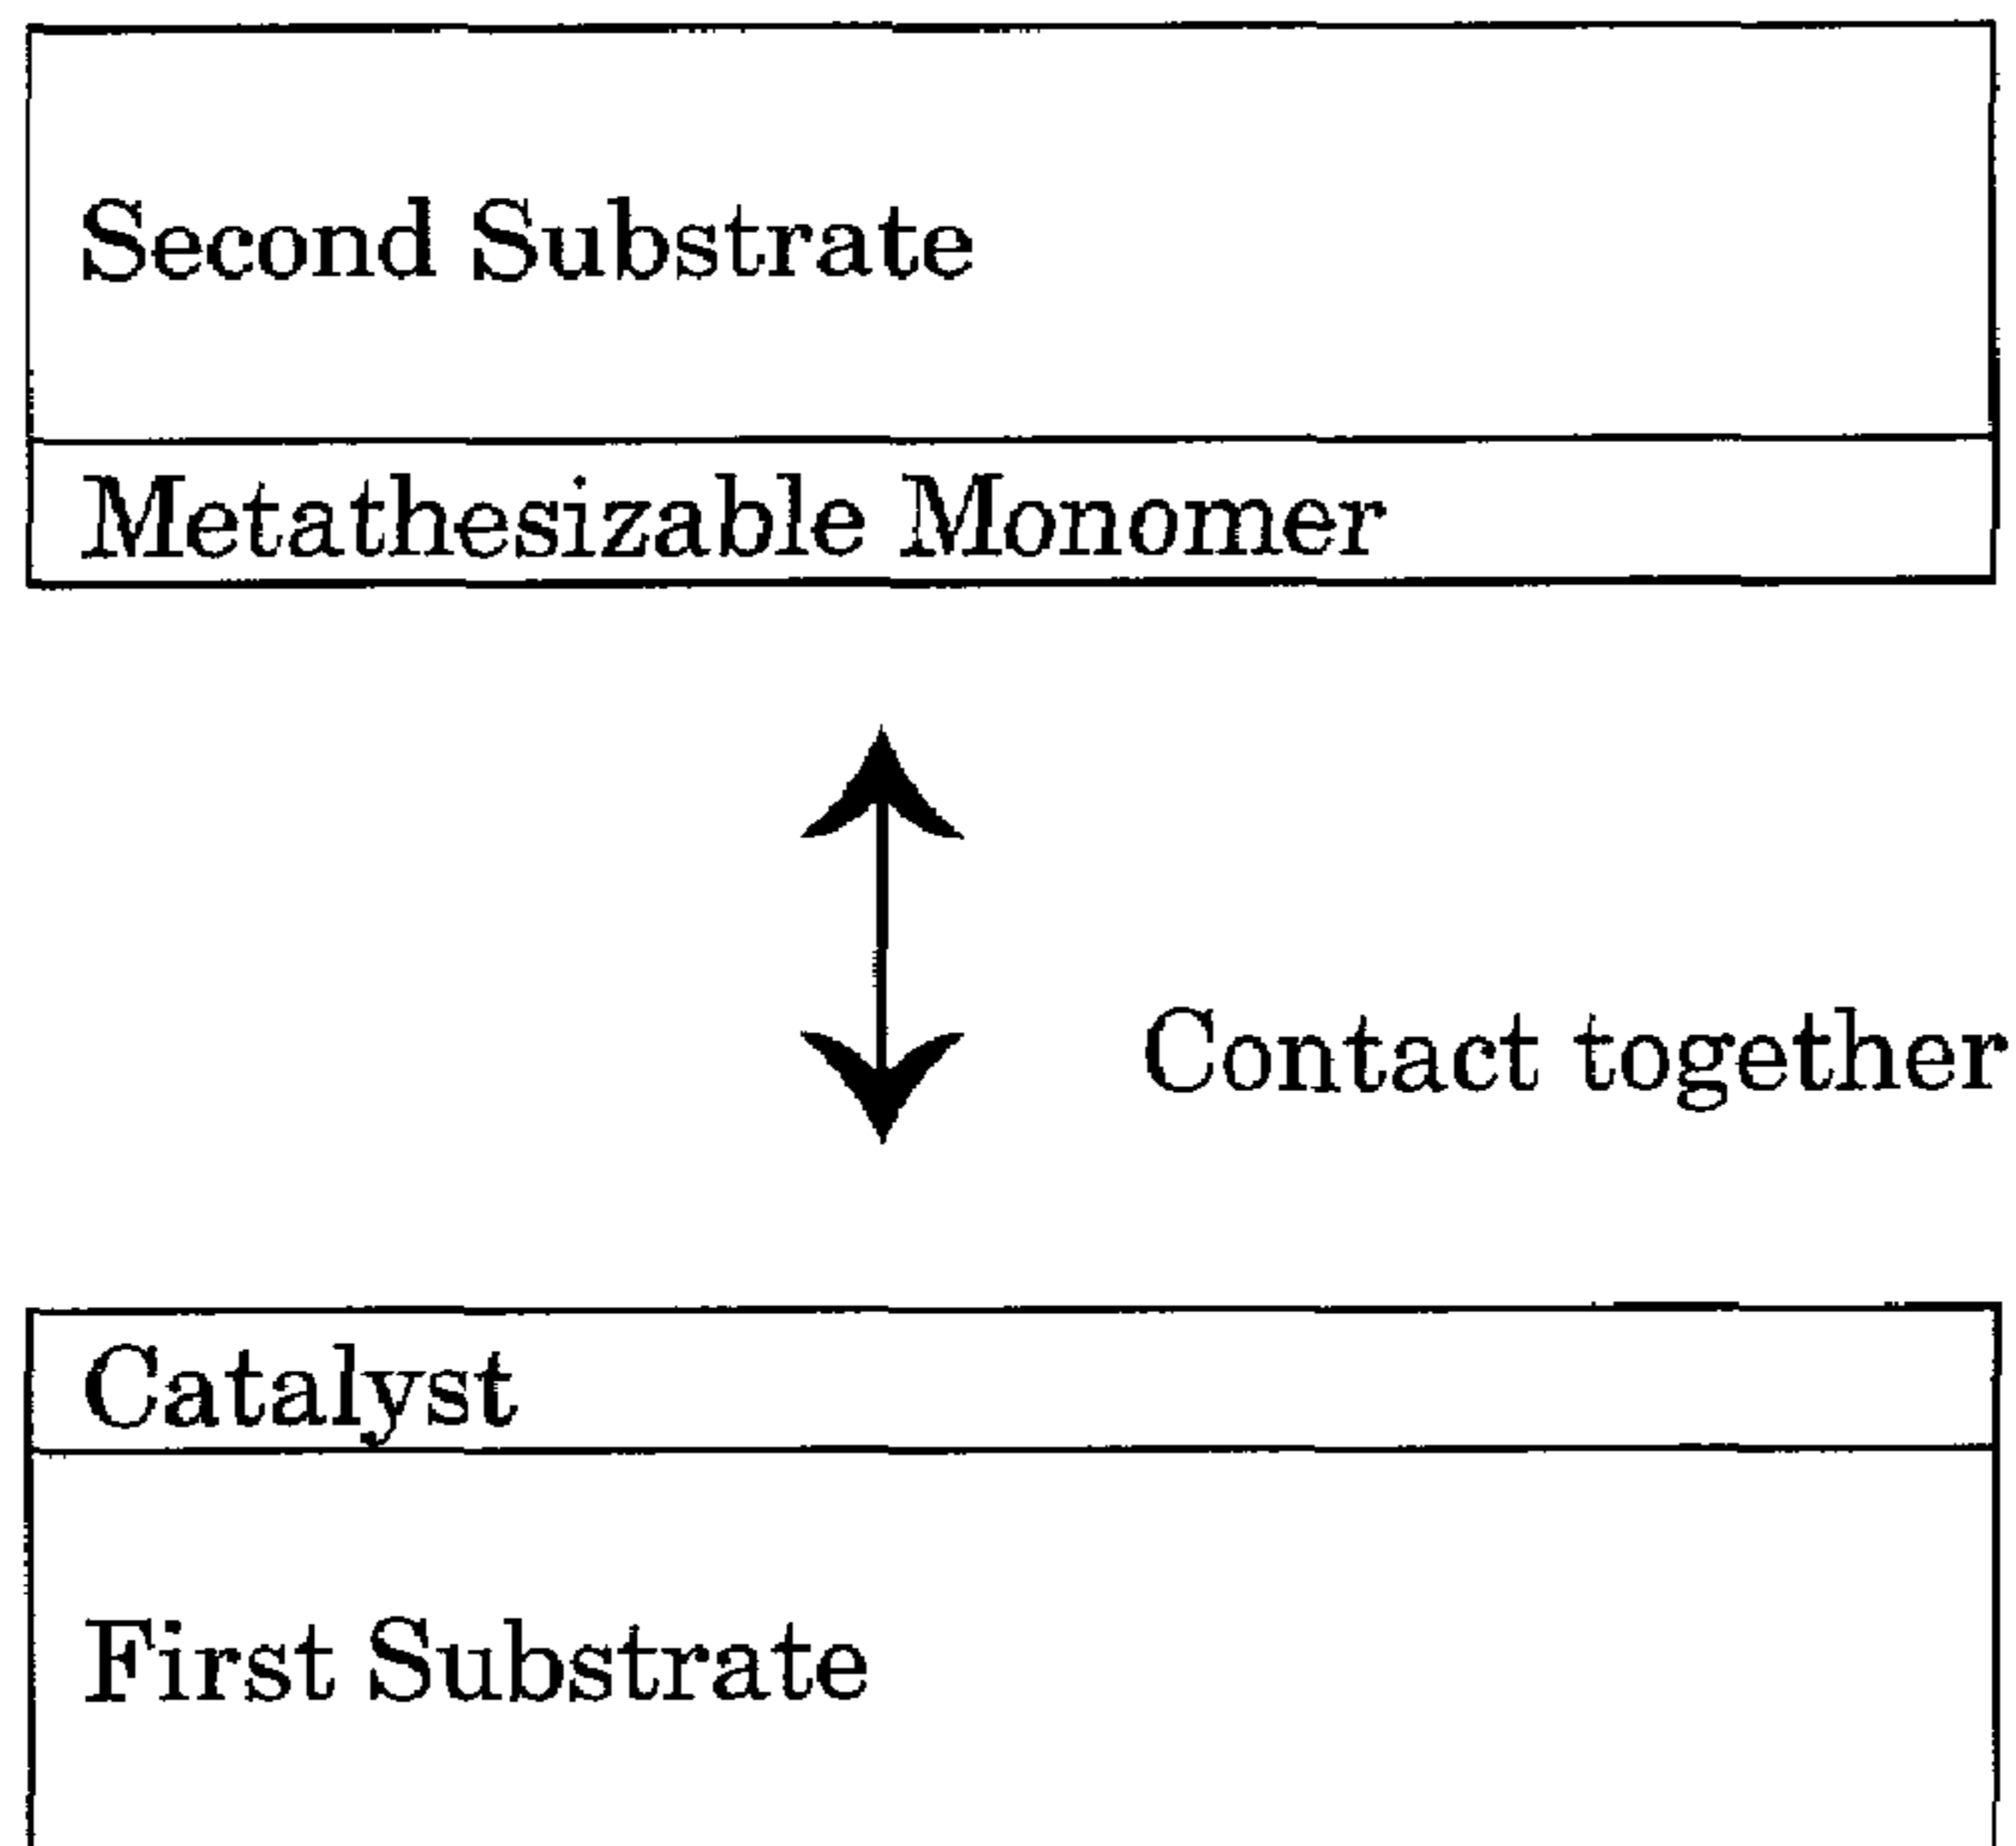 Second Substrate
Metathesizable Monomer
Contact together
Catalyst
First Substrate